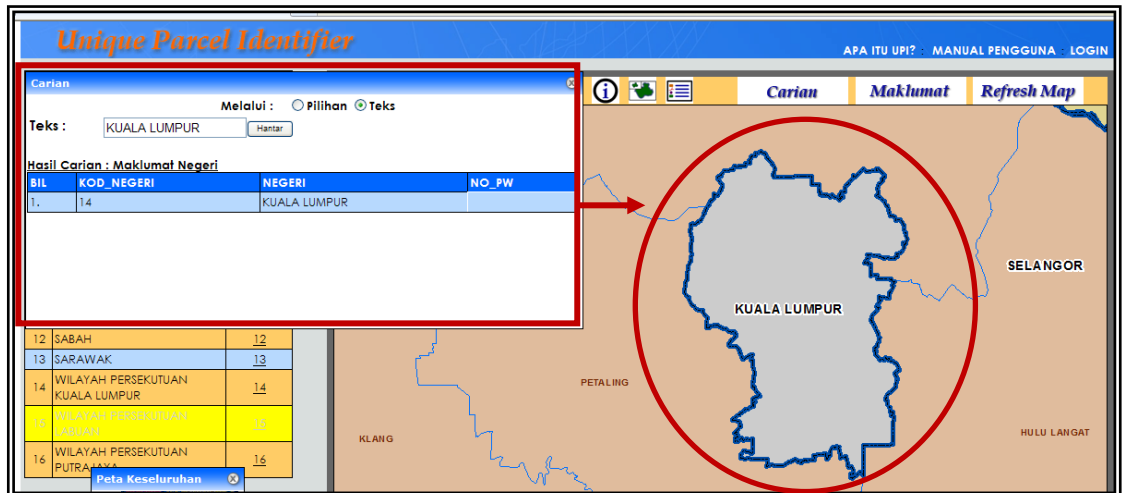 Unique Parcel Identifier
APA ITU UPI? : MANUAL PENGGUNA : LOGIN
Carian
Melalui : Pilihan Teks
Teks : KUALA LUMPUR Hantar
Hasil Carian : Maklumat Negeri
BIL KOD_NEGERI NEGERI NO_PW
1. 14 KUALA LUMPUR
12 SABAH 12
13 SARAWAK 13
14 WILAYAH PERSEKUTUAN KUALA LUMPUR 14
15 WILAYAH PERSEKUTUAN LABUAN 15
16 WILAYAH PERSEKUTUAN PUTRAJAYA 16
Peta Keseluruhan
Carian Maklumat Refresh Map
SELANGOR
KUALA LUMPUR
PETALING
KLANG
HULU LANGAT